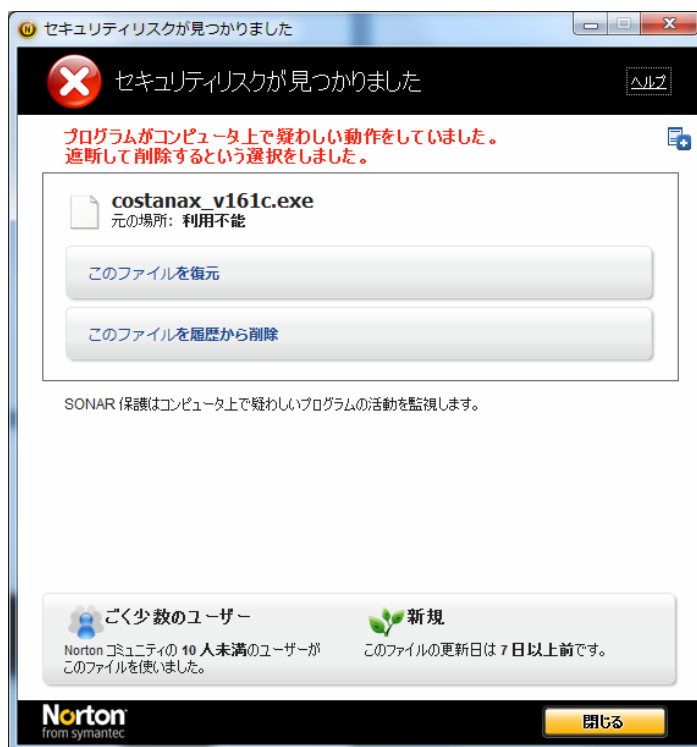 セキュリティリスクが見つかりました
セキュリティリスクが見つかりました
ヘルプ
プログラムがコンピュータ上で疑わしい動作をしていました。
遮断して削除するという選択をしました。
costanax_v161c.exe
元の場所: 利用不能
このファイルを復元
このファイルを履歴から削除
SONAR 保護はコンピュータ上で疑わしいプログラムの活動を監視します。
ごく少数のユーザー
Norton コミュニティの 10 人未満のユーザーが
このファイルを使いました。
新規
このファイルの更新日は 7 日以上前です。
Norton
from symantec
閉じる